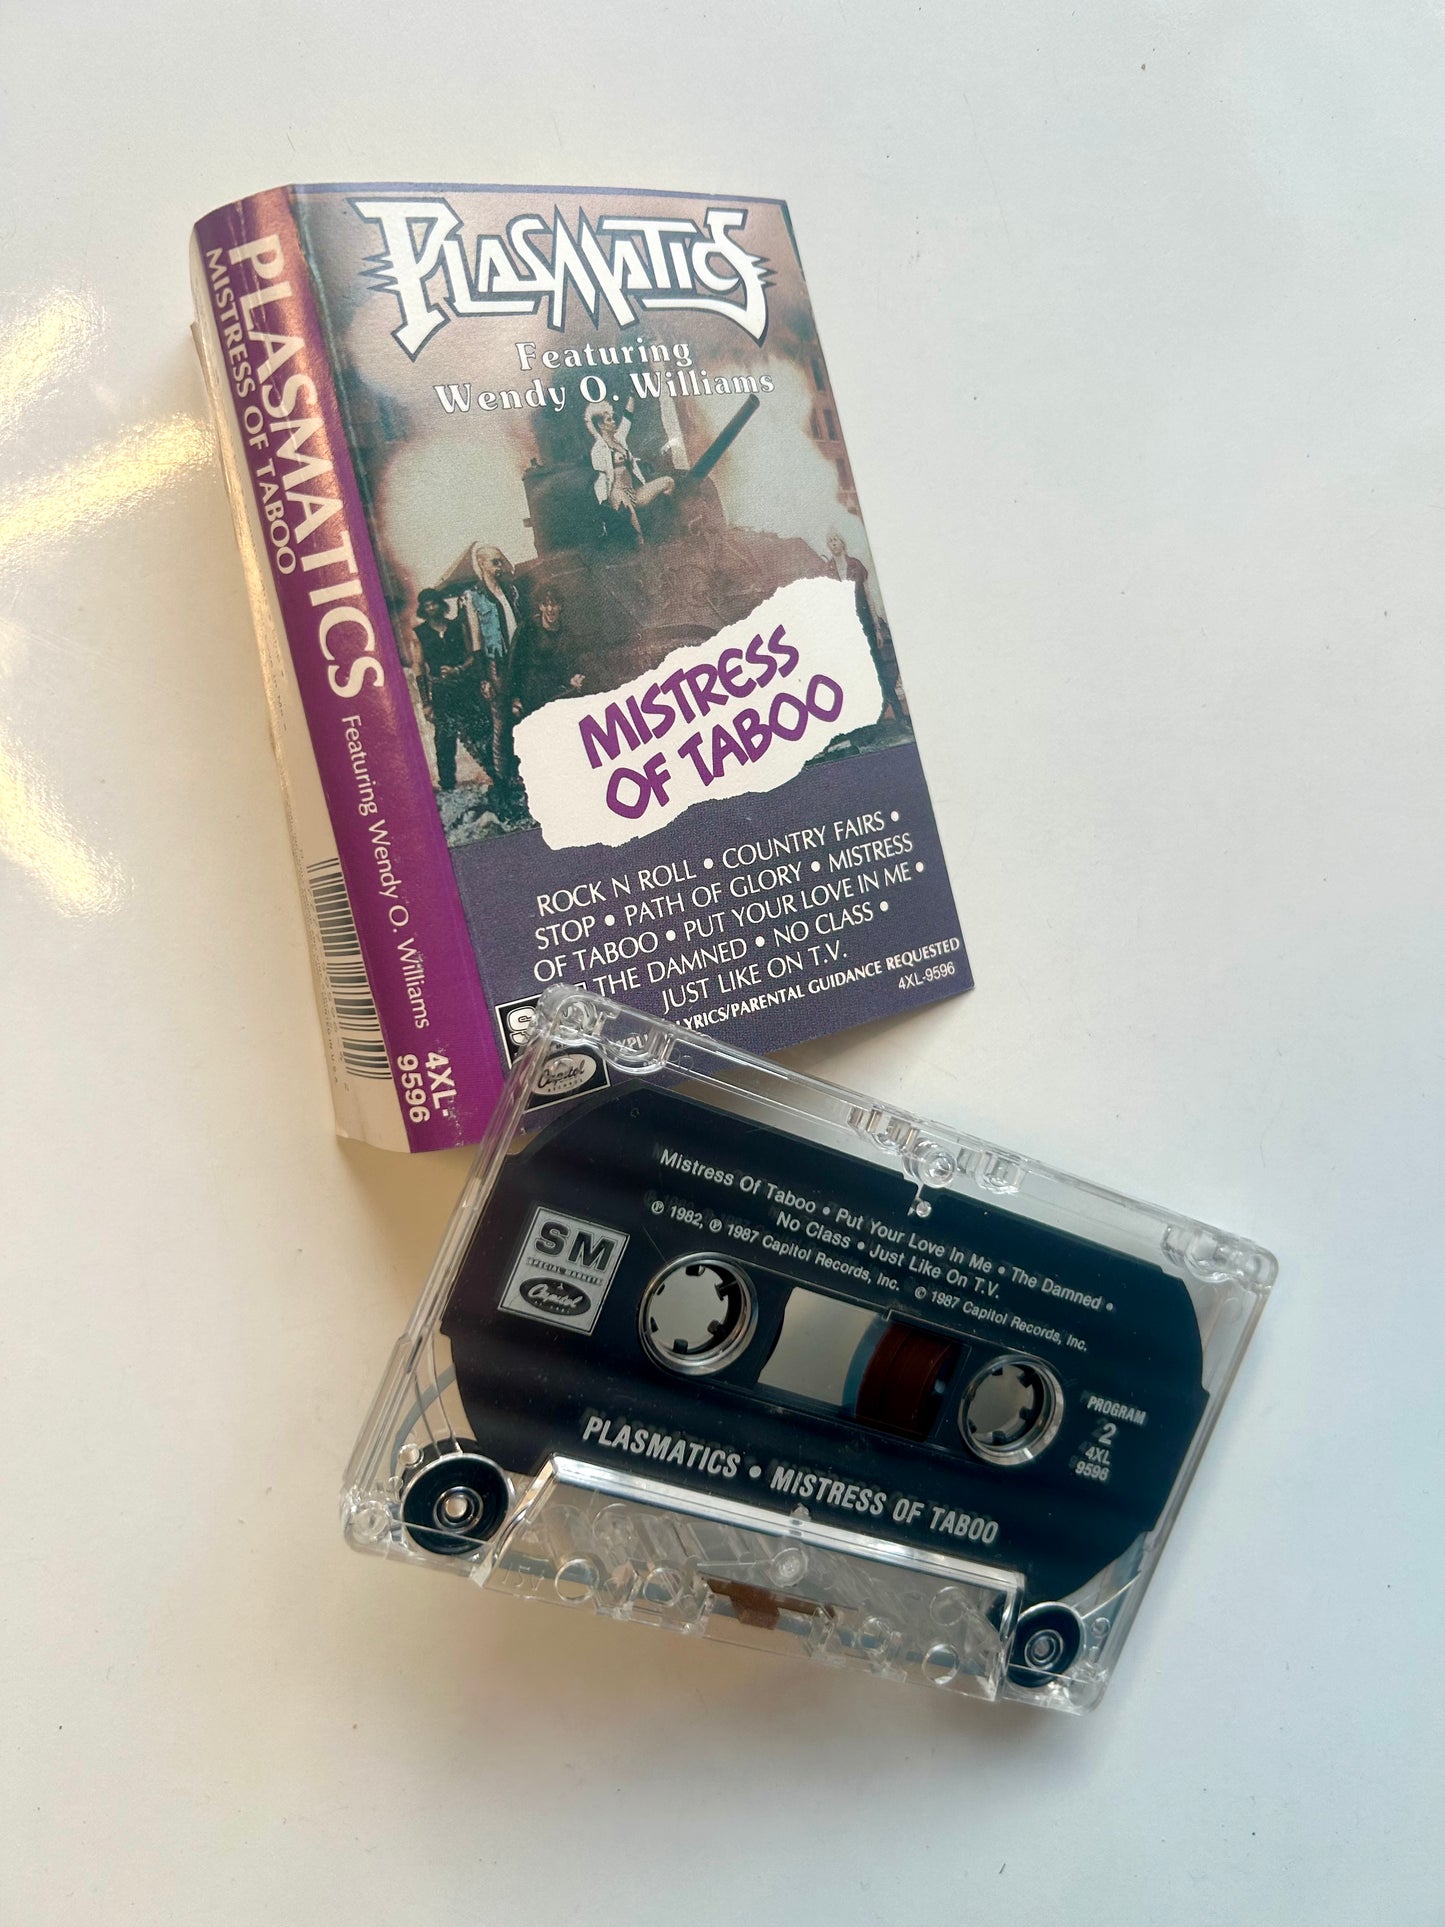 PLASMATICS
Featuring
Wendy O. Williams
MISTRESS
OF TABOO
ROCK N ROLL • COUNTRY FAIRS •
STOP • PATH OF GLORY • MISTRESS
OF TABOO • PUT YOUR LOVE IN ME •
THE DAMNED • NO CLASS •
JUST LIKE ON T.V.
LYRICS/PARENTAL GUIDANCE REQUESTED
4XL-9596
Capitol
RECORDS
PLASMATICS Featuring Wendy O. Williams
MISTRESS OF TABOO
4XL-
9596
Mistress Of Taboo • Put Your Love In Me • The Damned •
No Class • Just Like On T.V.
℗ 1982, ℗ 1987 Capitol Records, Inc. © 1987 Capitol Records, Inc.
SM
SPECIAL MARKETS
Capitol
RECORDS
PROGRAM
2
4XL
9596
PLASMATICS • MISTRESS OF TABOO